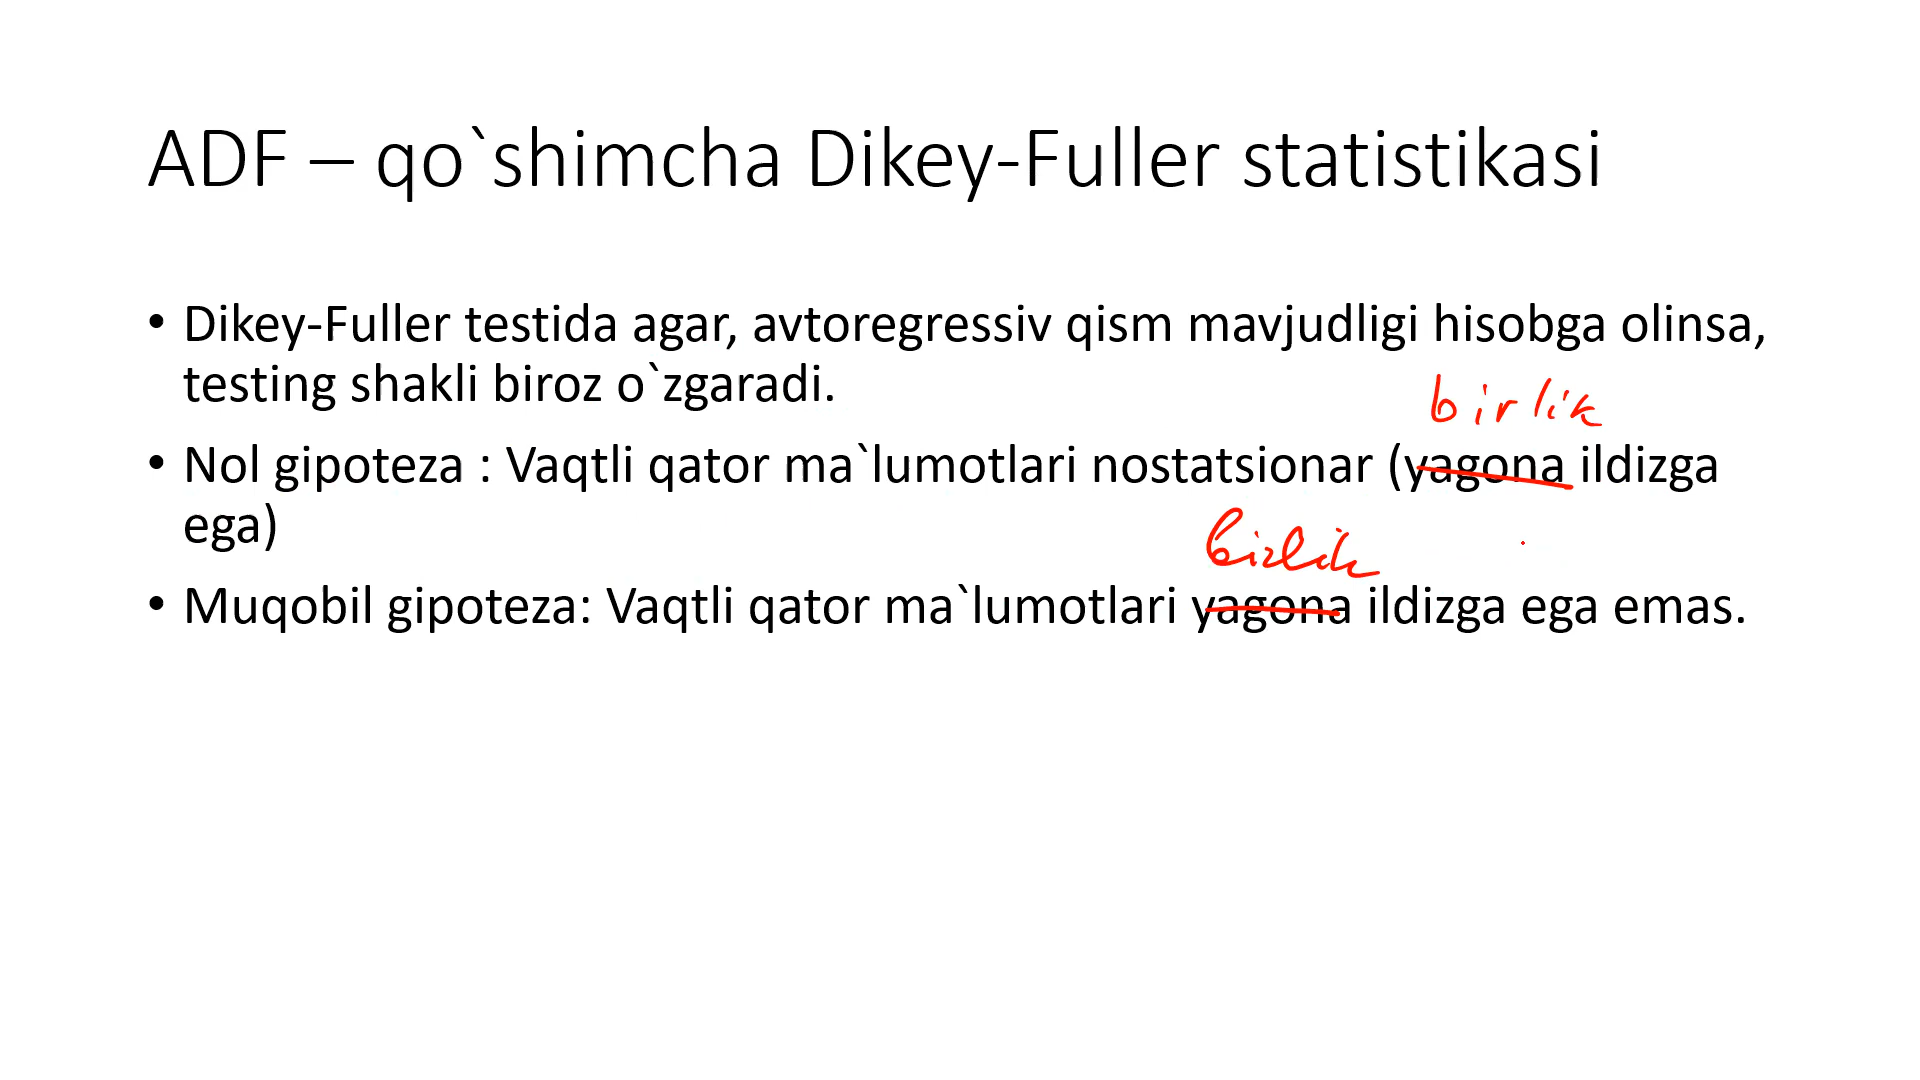 ADF – qo`shimcha Dikey-Fuller statistikasi
• Dikey-Fuller testida agar, avtoregressiv qism mavjudligi hisobga olinsa,
testing shakli biroz o`zgaradi.
birlik
• Nol gipoteza : Vaqtli qator ma`lumotlari nostatsionar (yagona ildizga
ega)
birlik
• Muqobil gipoteza: Vaqtli qator ma`lumotlari yagona ildizga ega emas.